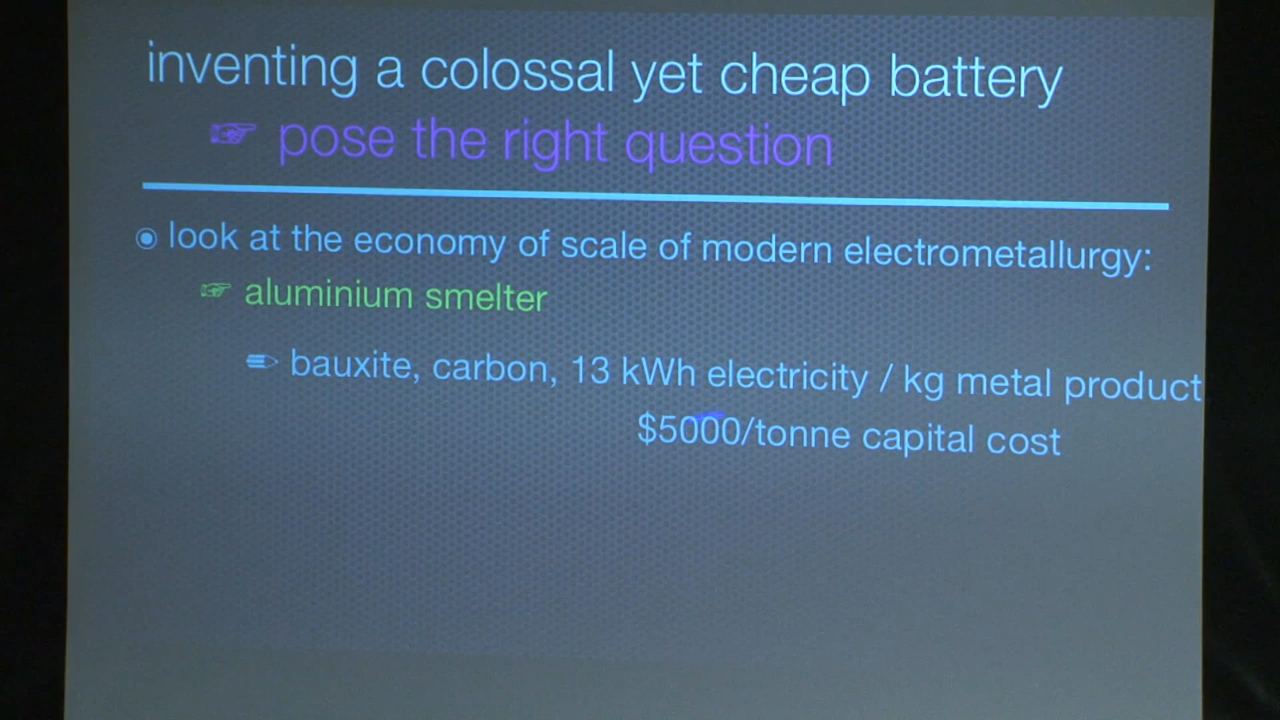 inventing a colossal yet cheap battery
☞ pose the right question
◉ look at the economy of scale of modern electrometallurgy:
☞ aluminium smelter
✏ bauxite, carbon, 13 kWh electricity / kg metal product
$5000/tonne capital cost